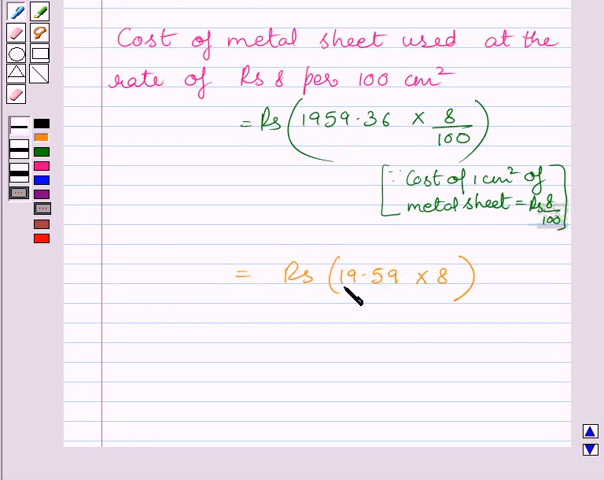 Cost of metal sheet used at the
rate of Rs 8 per 100 cm²
= Rs (1959.36 × 8/100)
[∵ Cost of 1 cm² of
metal sheet = Rs 8/100]
= Rs (19.59 × 8)